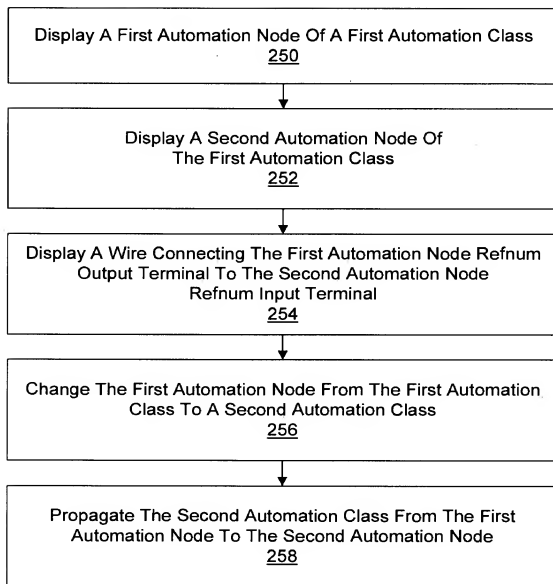 Display A First Automation Node Of A First Automation Class
250
Display A Second Automation Node Of
The First Automation Class
252
Display A Wire Connecting The First Automation Node Refnum
Output Terminal To The Second Automation Node
Refnum Input Terminal
254
Change The First Automation Node From The First Automation
Class To A Second Automation Class
256
Propagate The Second Automation Class From The First
Automation Node To The Second Automation Node
258